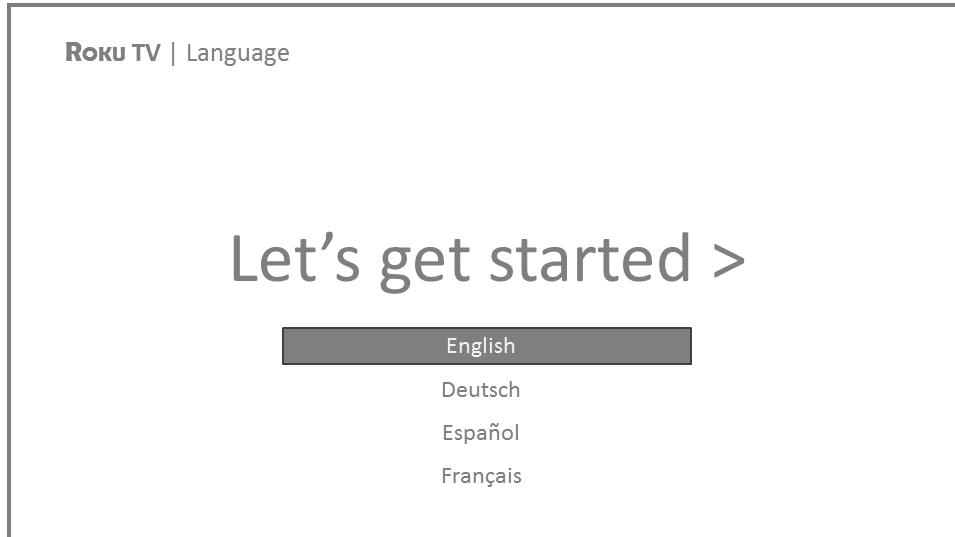 ROKU TV | Language
Let’s get started >
English
Deutsch
Español
Français